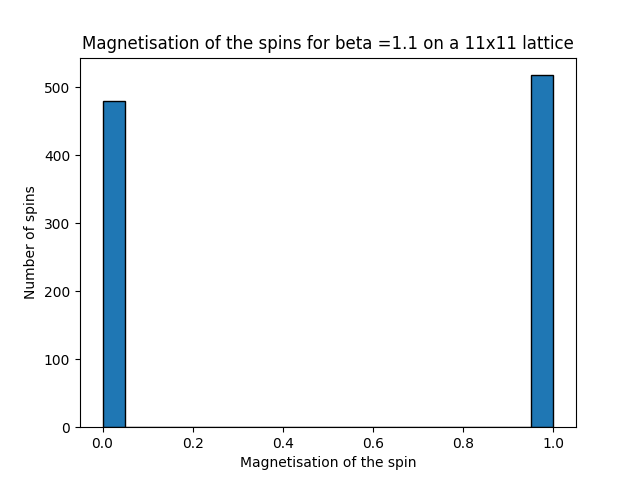 Magnetisation of the spins for beta =1.1 on a 11x11 lattice
500
400
300
200
100
0
Number of spins
0.0 0.2 0.4 0.6 0.8 1.0
Magnetisation of the spin